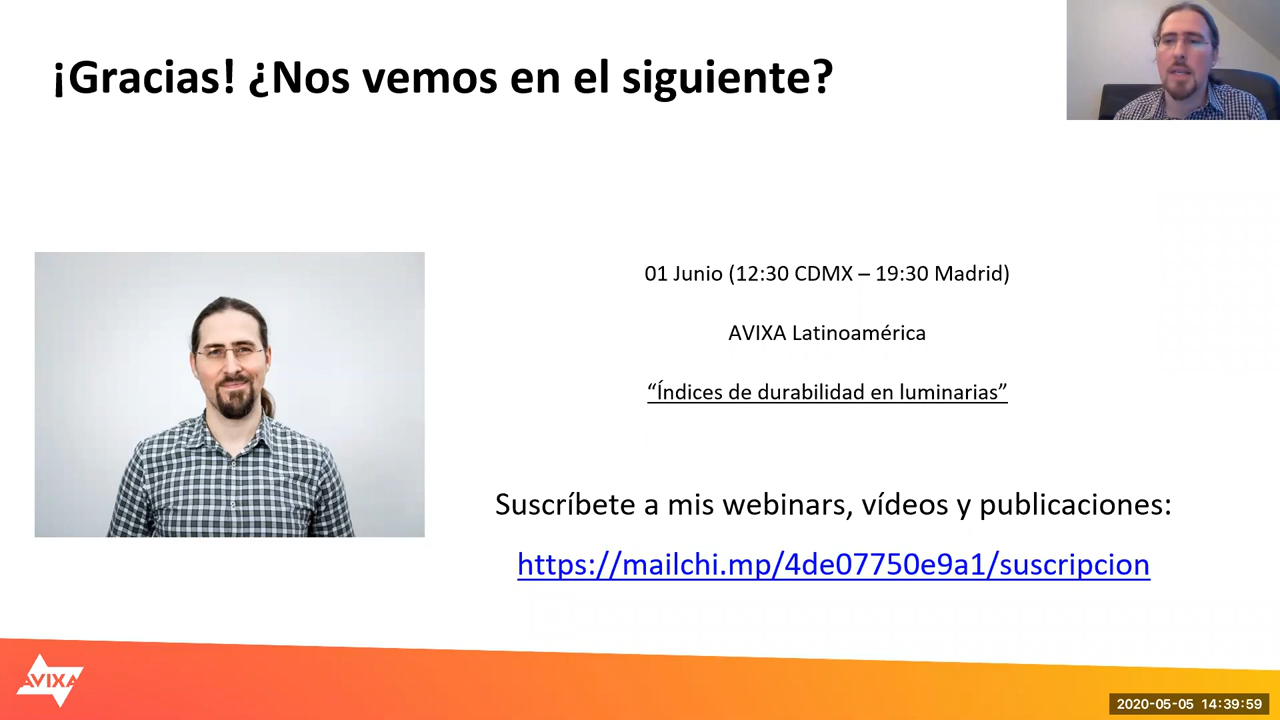 ¡Gracias! ¿Nos vemos en el siguiente?
01 Junio (12:30 CDMX – 19:30 Madrid)
AVIXA Latinoamérica
“Índices de durabilidad en luminarias”
Suscríbete a mis webinars, vídeos y publicaciones:
https://mailchi.mp/4de07750e9a1/suscripcion
AVIXA
2020-05-05 14:39:59